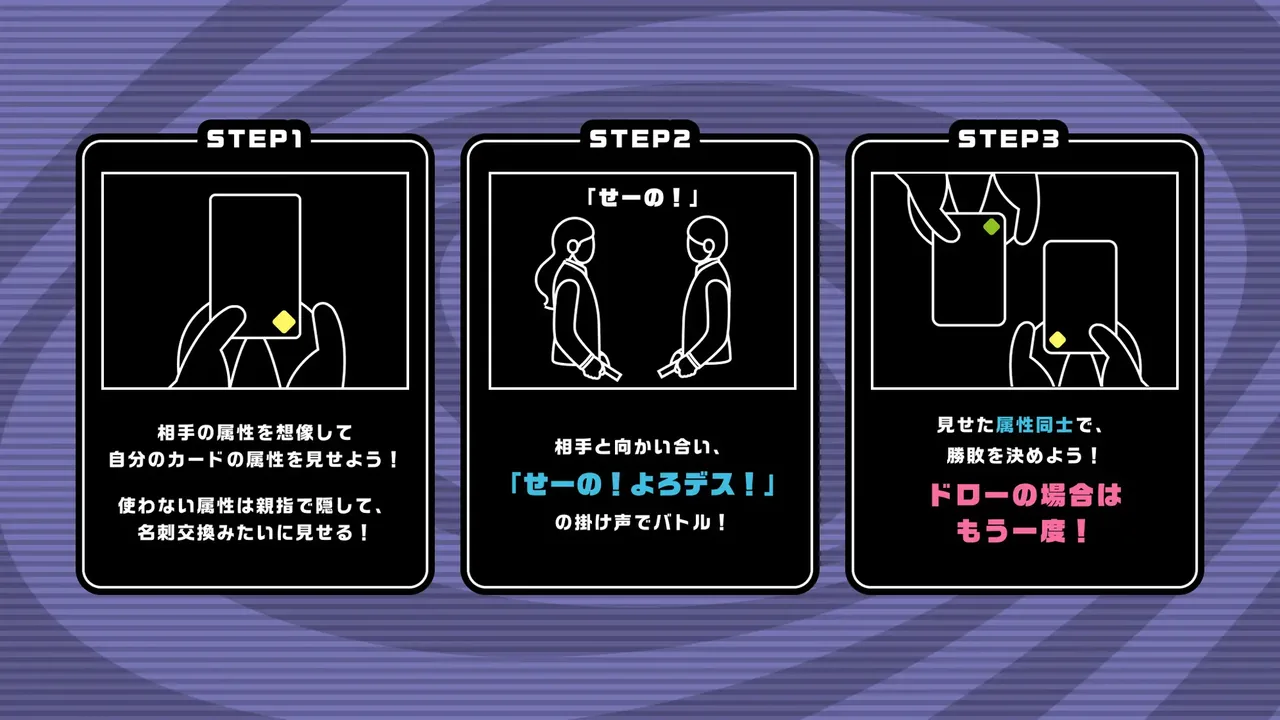 STEP1
相手の属性を想像して
自分のカードの属性を見せよう！
使わない属性は親指で隠して、
名刺交換みたいに見せる！
STEP2
「せーの！」
相手と向かい合い、
「せーの！よろデス！」
の掛け声でバトル！
STEP3
見せた属性同士で、
勝敗を決めよう！
ドローの場合は
もう一度！